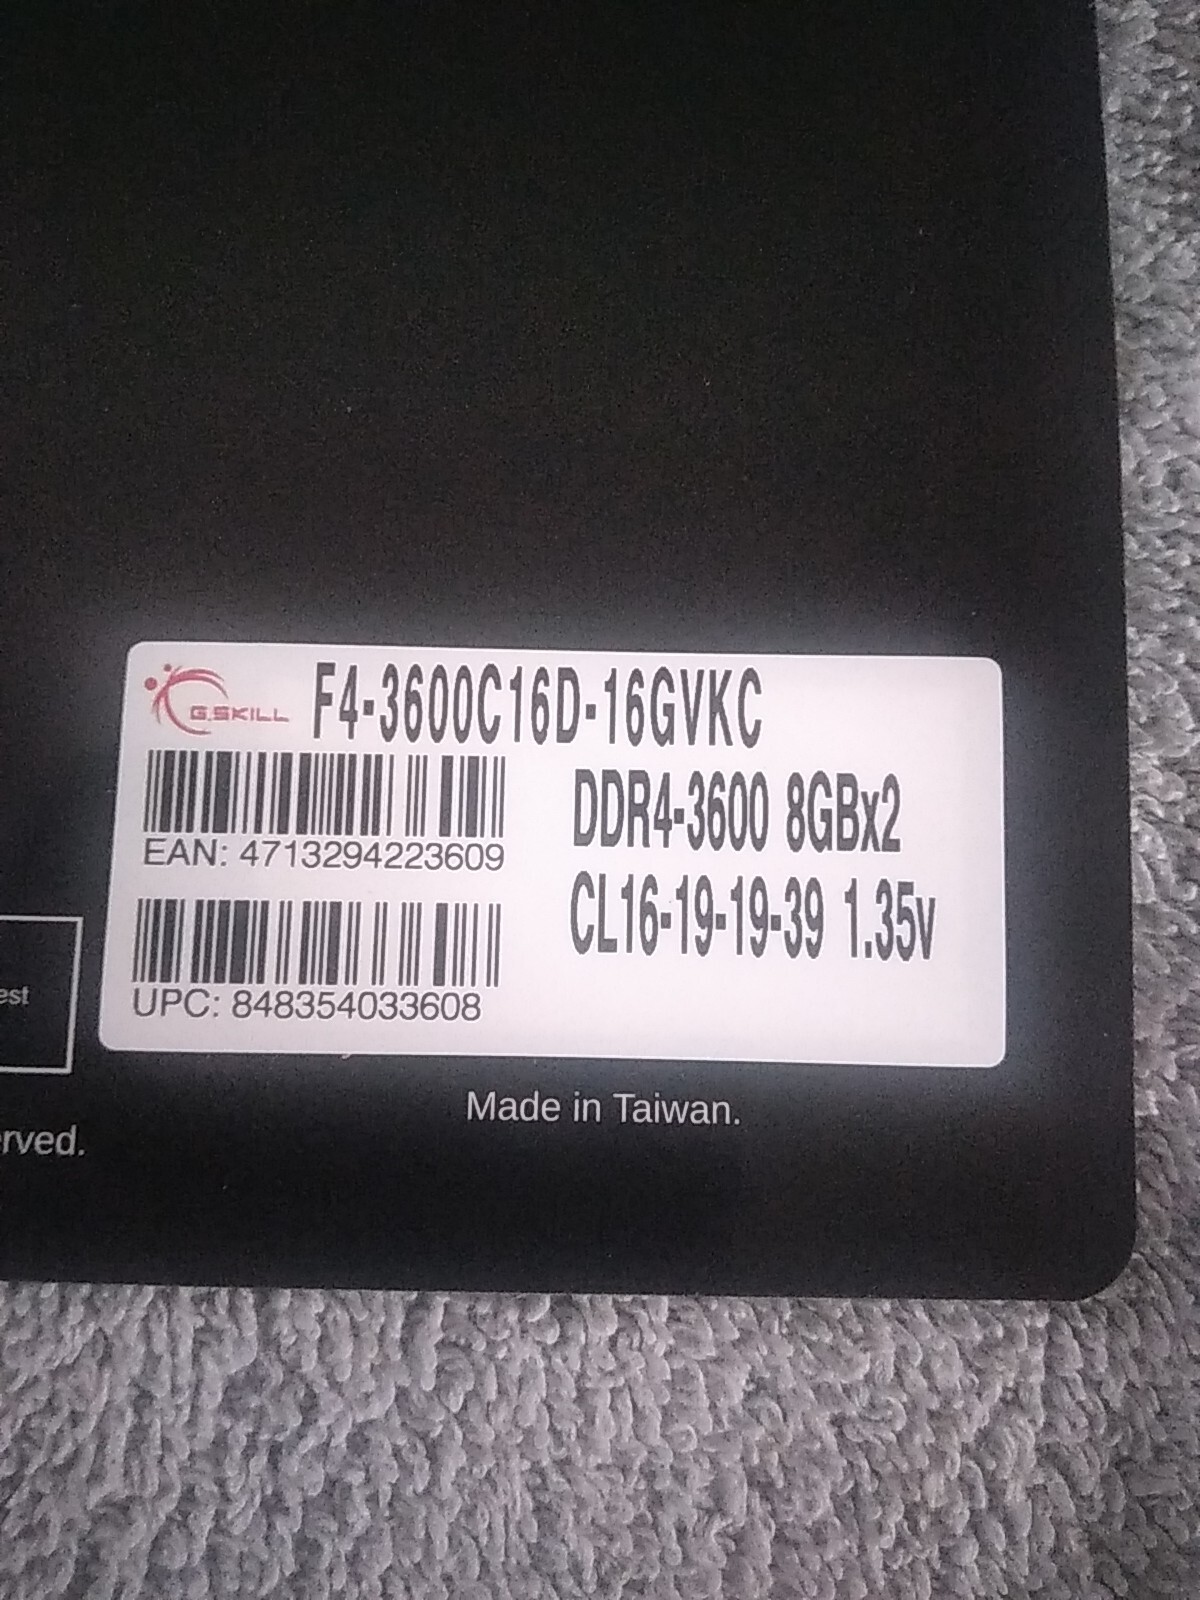 G.SKILL F4-3600C16D-16GVKC
DDR4-3600 8GBx2
EAN: 4713294223609
CL16-19-19-39 1.35v
UPC: 848354033608
est
Made in Taiwan.
rved.